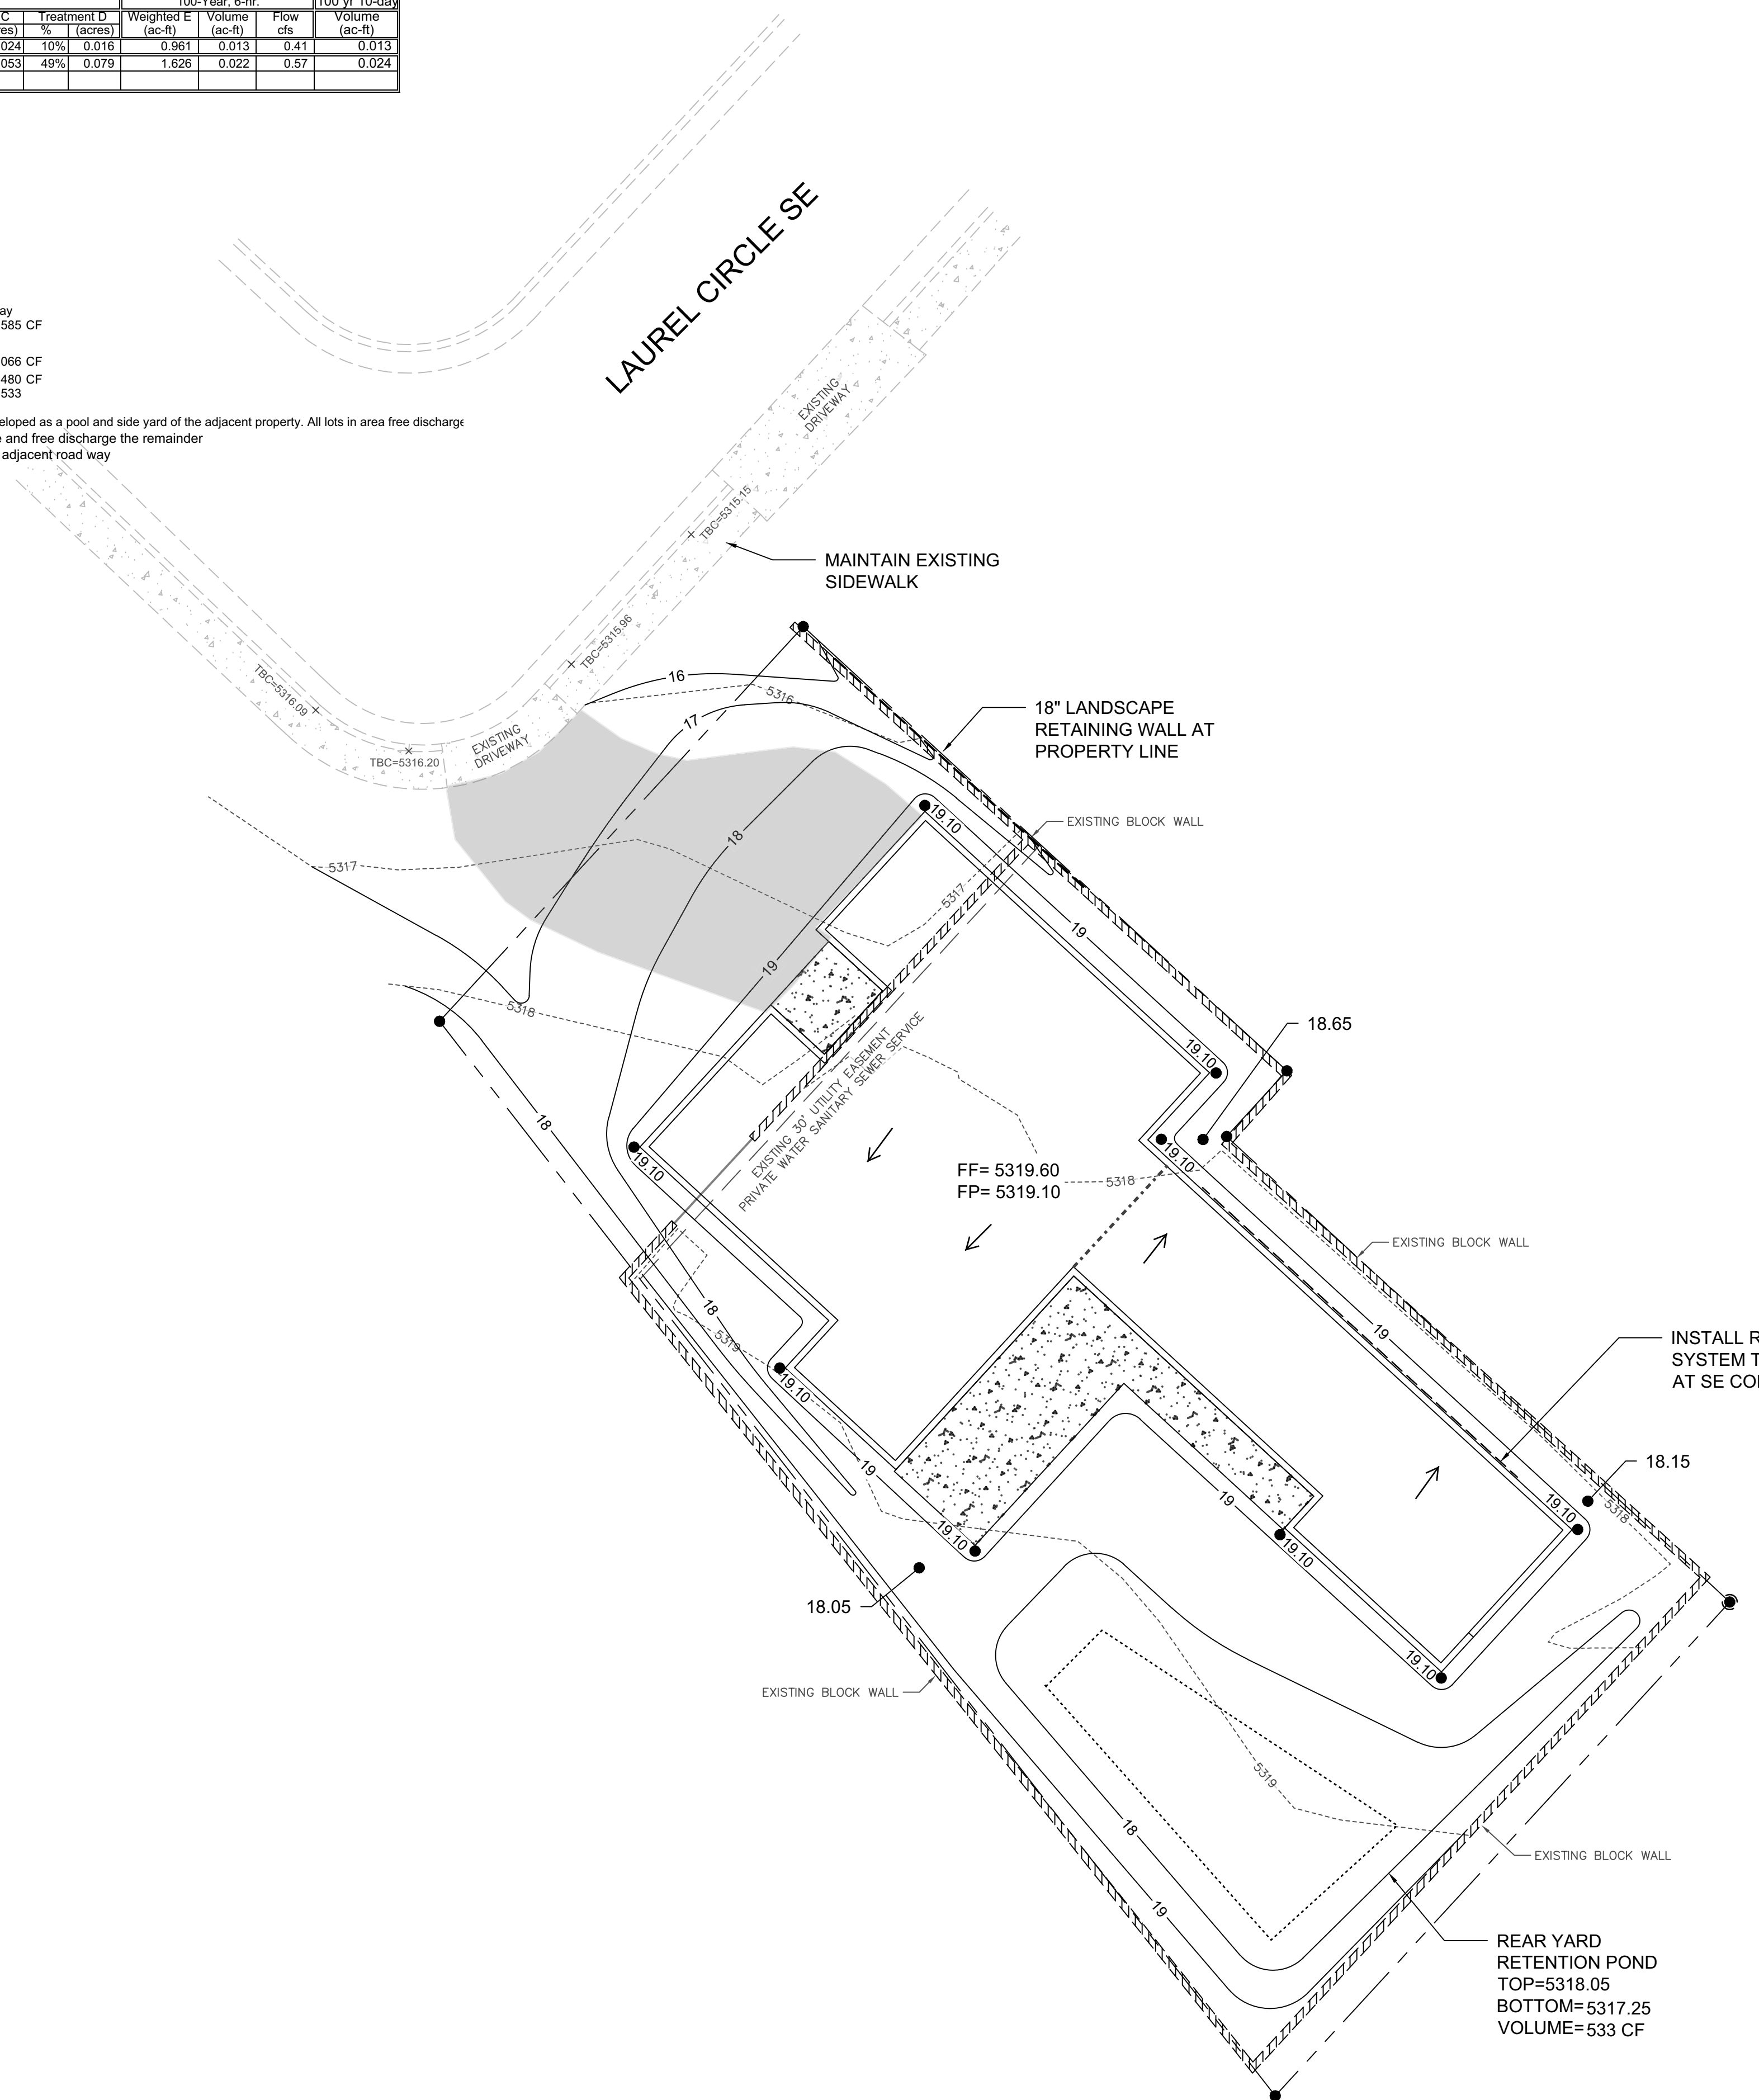 100-Year, 6-hr. 100 yr 10-day
C Treatment D Weighted E Volume Flow Volume
% (acres) (ac-ft) (ac-ft) cfs (ac-ft)
024 10% 0.016 0.961 0.013 0.41 0.013
053 49% 0.079 1.626 0.022 0.57 0.024
585 CF
066 CF
480 CF
533
as a pool and side yard of the adjacent property. All lots in area free
and free discharge the remainder
adjacent road way
LAUREL CIRCLE SE
EXISTING
DRIVEWAY
TBC=5315.15
MAINTAIN EXISTING
SIDEWALK
TBC=5315.96
TBC=5316.09
TBC=5316.20
EXISTING
DRIVEWAY
16
5316
17
18" LANDSCAPE
RETAINING WALL AT
PROPERTY LINE
19.10
EXISTING BLOCK WALL
18
5317
5317
19
19
5318
18.65
EXISTING 30' UTILITY EASEMENT
PRIVATE WATER SANITARY SEWER SERVICE
19.10
18
19.10
19.10
FF= 5319.60
FP= 5319.10
5318
EXISTING BLOCK WALL
18
5319
19
INSTALL
SYSTEM
AT SE
19.10
19
18.15
19
19.10
5318
19.10
19.10
18.05
19.10
EXISTING BLOCK WALL
5319
18
EXISTING BLOCK WALL
19
REAR YARD
RETENTION POND
TOP=5318.05
BOTTOM=5317.25
VOLUME=533 CF